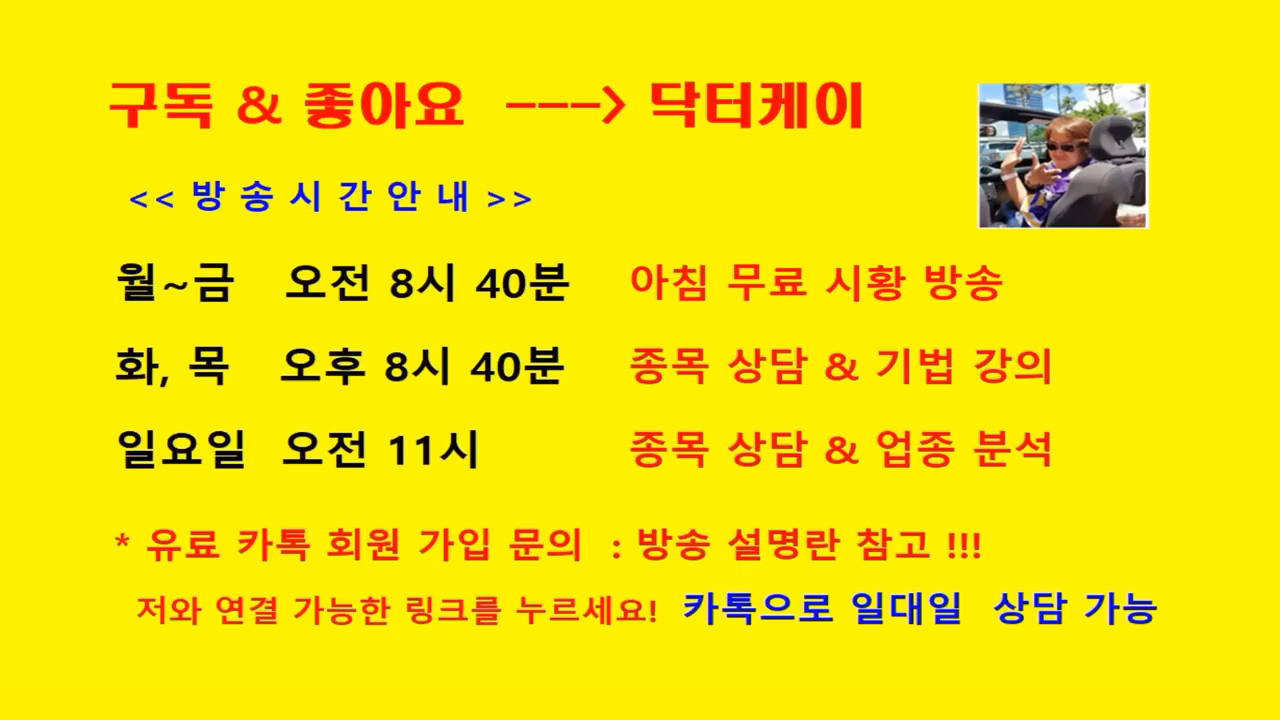 구독 & 좋아요 ---> 닥터케이
<< 방 송 시 간 안 내 >>
월~금 오전 8시 40분 아침 무료 시황 방송
화, 목 오후 8시 40분 종목 상담 & 기법 강의
일요일 오전 11시 종목 상담 & 업종 분석
* 유료 카톡 회원 가입 문의 : 방송 설명란 참고 !!!
저와 연결 가능한 링크를 누르세요! 카톡으로 일대일 상담 가능